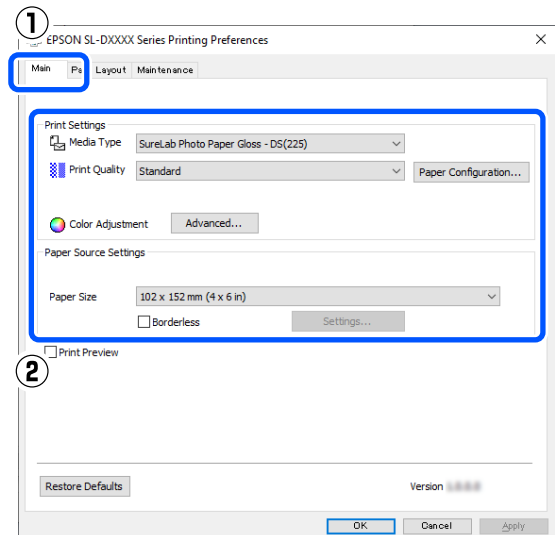 1
EPSON SL-DXXXX Series Printing Preferences
Main Layout Maintenance
Print Settings
Media Type SureLab Photo Paper Gloss - DS(225)
Print Quality Standard Paper Configuration...
Color Adjustment Advanced...
Paper Source Settings
Paper Size 102 x 152 mm (4 x 6 in)
Borderless Settings...
Print Preview
2
Restore Defaults Version
OK Cancel Apply